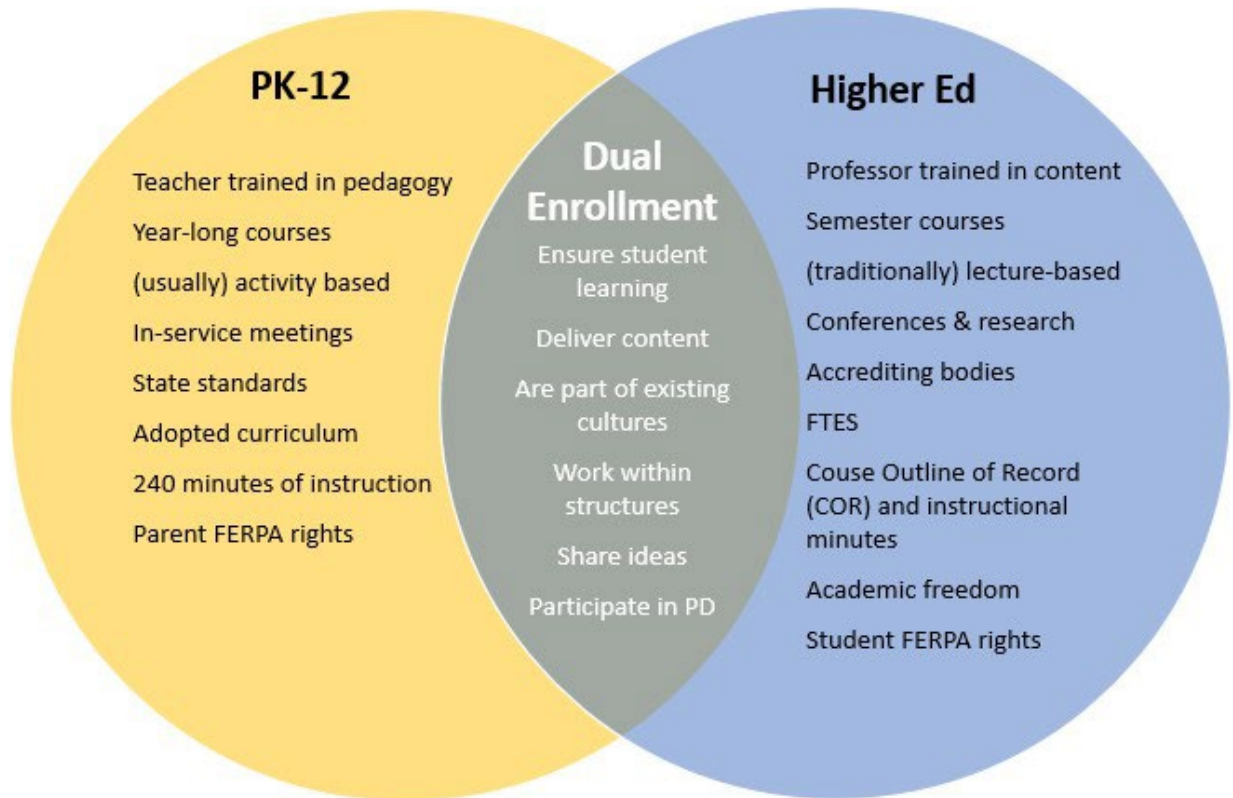 PK-12
Teacher trained in pedagogy
Year-long courses
(usually) activity based
In-service meetings
State standards
Adopted curriculum
240 minutes of instruction
Parent FERPA rights
Dual
Enrollment
Ensure student
learning
Deliver content
Are part of existing
cultures
Work within
structures
Share ideas
Participate in PD
Higher Ed
Professor trained in content
Semester courses
(traditionally) lecture-based
Conferences & research
Accrediting bodies
FTES
Couse Outline of Record
(COR) and instructional
minutes
Academic freedom
Student FERPA rights